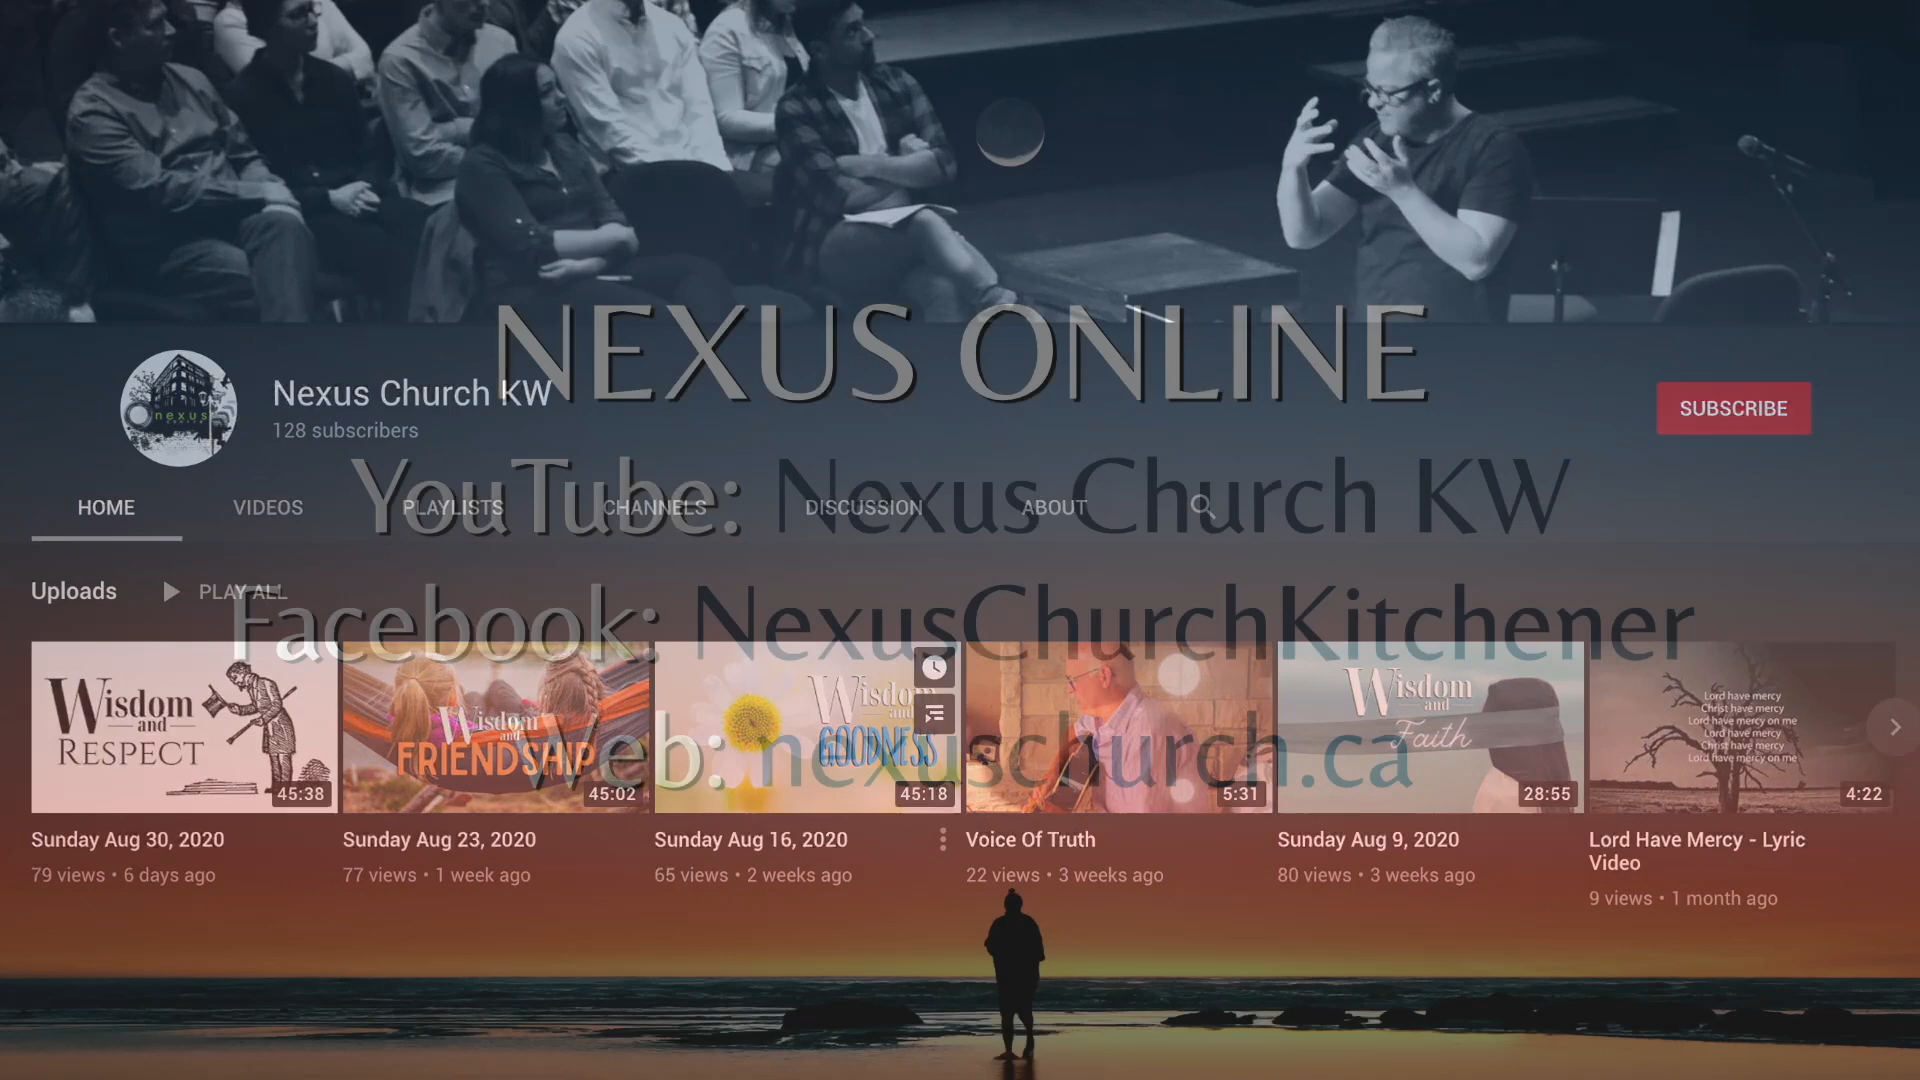 NEXUS ONLINE
nexus
Nexus Church KW
128 subscribers
SUBSCRIBE
YouTube: Nexus Church KW
HOME VIDEOS PLAYLISTS CHANNELS DISCUSSION ABOUT
Uploads PLAY ALL
Facebook: NexusChurchKitchener
Web: nexuschurch.ca
Wisdom
and
RESPECT
45:38
Wisdom
and
FRIENDSHIP
45:02
Wisdom
and
GOODNESS
45:18
5:31
Wisdom
and
Faith
28:55
Lord have mercy
Christ have mercy
Lord have mercy on me
Lord have mercy
Christ have mercy
Lord have mercy on me
4:22
Sunday Aug 30, 2020
79 views • 6 days ago
Sunday Aug 23, 2020
77 views • 1 week ago
Sunday Aug 16, 2020
65 views • 2 weeks ago
Voice Of Truth
22 views • 3 weeks ago
Sunday Aug 9, 2020
80 views • 3 weeks ago
Lord Have Mercy - Lyric
Video
9 views • 1 month ago